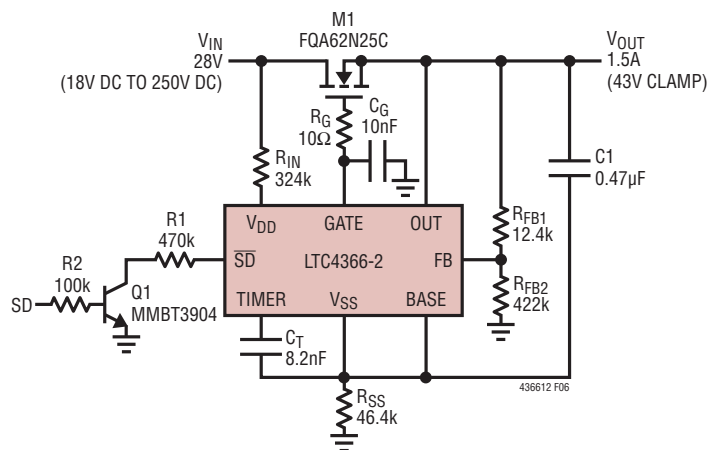 M1
FQA62N25C
VIN
28V
(18V DC TO 250V DC)
VOUT
1.5A
(43V CLAMP)
RG
10Ω
CG
10nF
RIN
324k
C1
0.47µF
VDD
GATE
OUT
RFB1
12.4k
R1
470k
SD
LTC4366-2
FB
R2
100k
SD
Q1
MMBT3904
TIMER
VSS
BASE
RFB2
422k
CT
8.2nF
RSS
46.4k
436612 F06